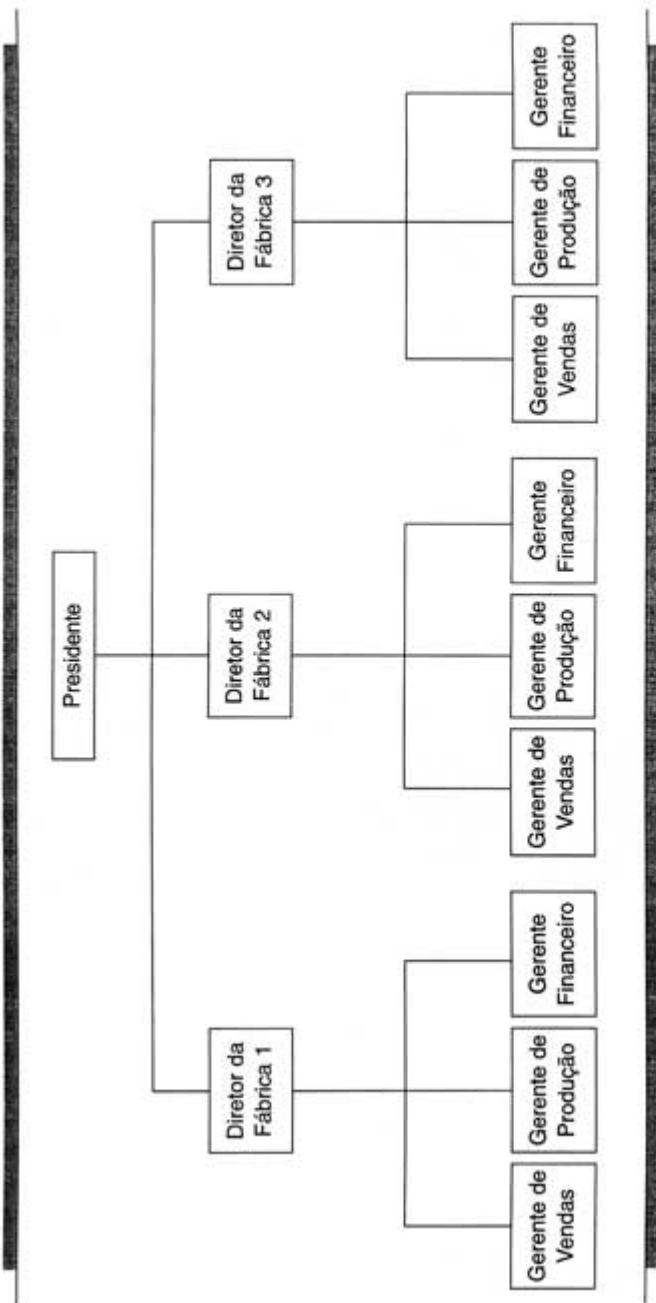 Presidente
Diretor da
Fábrica 1
Diretor da
Fábrica 2
Diretor da
Fábrica 3
Gerente de
Vendas
Gerente de
Produção
Gerente
Financeiro
Gerente de
Vendas
Gerente de
Produção
Gerente
Financeiro
Gerente de
Vendas
Gerente de
Produção
Gerente
Financeiro